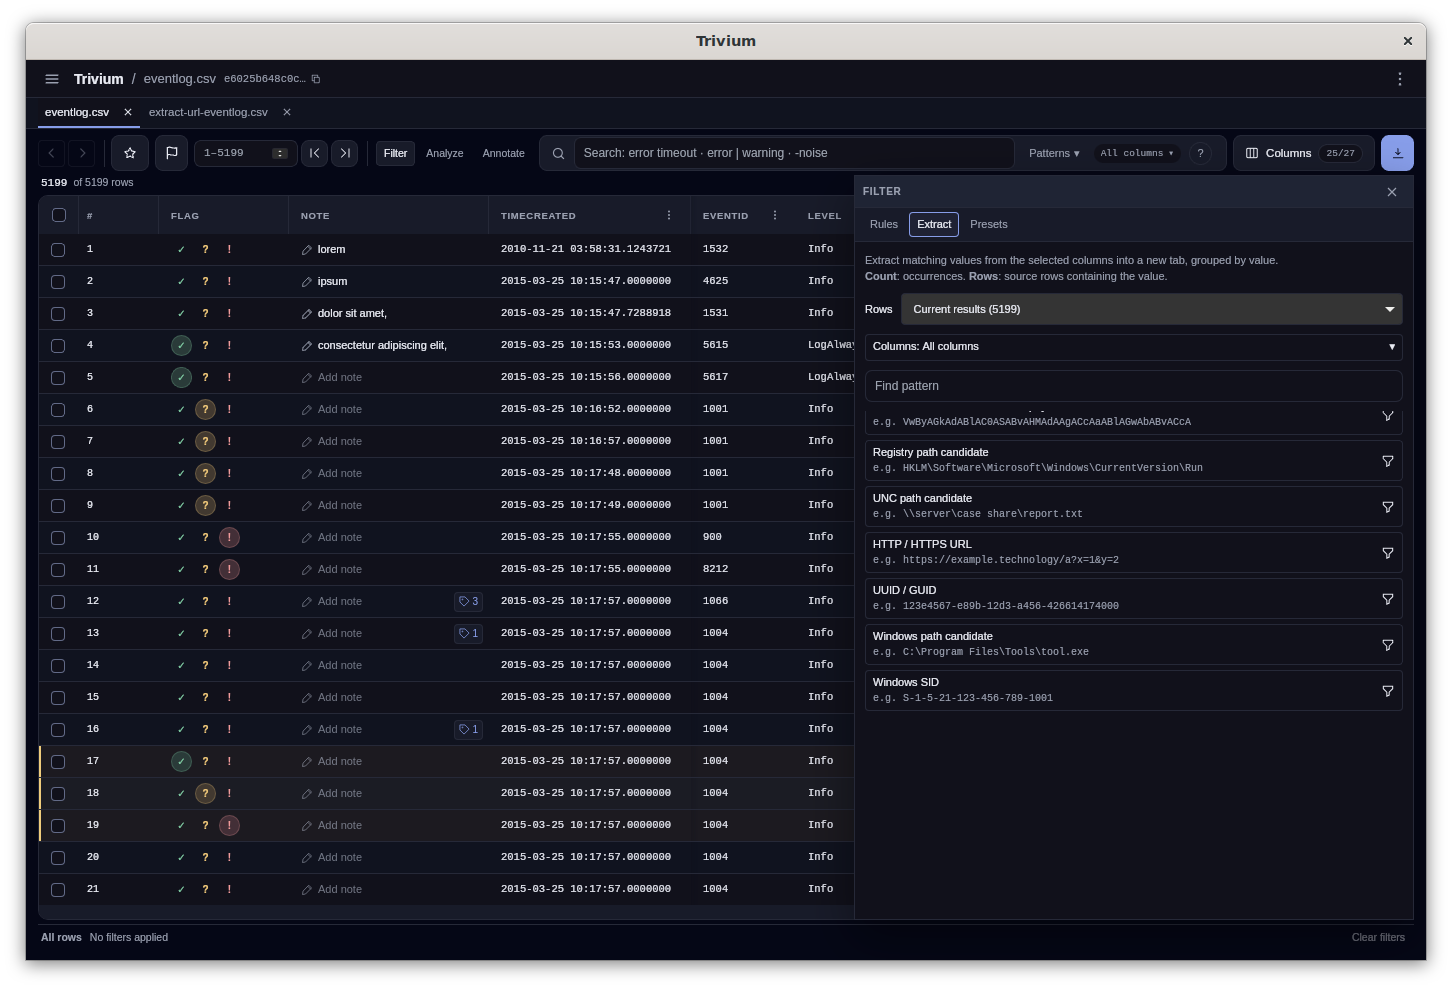 Trivium
Trivium / eventlog.csv e6025b648c0c…
eventlog.csv extract-url-eventlog.csv
1–5199 Filter Analyze Annotate Search: error timeout · error | warning · -noise Patterns ▾ All columns ▾ ? Columns 25/27
5199 of 5199 rows
# FLAG NOTE TIMECREATED EVENTID LEVEL
1 ✓ ? ! lorem 2010-11-21 03:58:31.1243721 1532 Info
2 ✓ ? ! ipsum 2015-03-25 10:15:47.0000000 4625 Info
3 ✓ ? ! dolor sit amet, 2015-03-25 10:15:47.7288918 1531 Info
4 ✓ ? ! consectetur adipiscing elit, 2015-03-25 10:15:53.0000000 5615 LogAlway
5 ✓ ? ! Add note 2015-03-25 10:15:56.0000000 5617 LogAlway
6 ✓ ? ! Add note 2015-03-25 10:16:52.0000000 1001 Info
7 ✓ ? ! Add note 2015-03-25 10:16:57.0000000 1001 Info
8 ✓ ? ! Add note 2015-03-25 10:17:48.0000000 1001 Info
9 ✓ ? ! Add note 2015-03-25 10:17:49.0000000 1001 Info
10 ✓ ? ! Add note 2015-03-25 10:17:55.0000000 900 Info
11 ✓ ? ! Add note 2015-03-25 10:17:55.0000000 8212 Info
12 ✓ ? ! Add note 3 2015-03-25 10:17:57.0000000 1066 Info
13 ✓ ? ! Add note 1 2015-03-25 10:17:57.0000000 1004 Info
14 ✓ ? ! Add note 2015-03-25 10:17:57.0000000 1004 Info
15 ✓ ? ! Add note 2015-03-25 10:17:57.0000000 1004 Info
16 ✓ ? ! Add note 1 2015-03-25 10:17:57.0000000 1004 Info
17 ✓ ? ! Add note 2015-03-25 10:17:57.0000000 1004 Info
18 ✓ ? ! Add note 2015-03-25 10:17:57.0000000 1004 Info
19 ✓ ? ! Add note 2015-03-25 10:17:57.0000000 1004 Info
20 ✓ ? ! Add note 2015-03-25 10:17:57.0000000 1004 Info
21 ✓ ? ! Add note 2015-03-25 10:17:57.0000000 1004 Info
FILTER
Rules Extract Presets
Extract matching values from the selected columns into a new tab, grouped by value.
Count: occurrences. Rows: source rows containing the value.
Rows Current results (5199)
Columns: All columns ▾
Find pattern
e.g. VwByAGkAdABlAC0ASABvAHMAdAAgACcAaABlAGwAbABvACcA
Registry path candidate
e.g. HKLM\Software\Microsoft\Windows\CurrentVersion\Run
UNC path candidate
e.g. \\server\case share\report.txt
HTTP / HTTPS URL
e.g. https://example.technology/a?x=1&y=2
UUID / GUID
e.g. 123e4567-e89b-12d3-a456-426614174000
Windows path candidate
e.g. C:\Program Files\Tools\tool.exe
Windows SID
e.g. S-1-5-21-123-456-789-1001
All rows No filters applied Clear filters